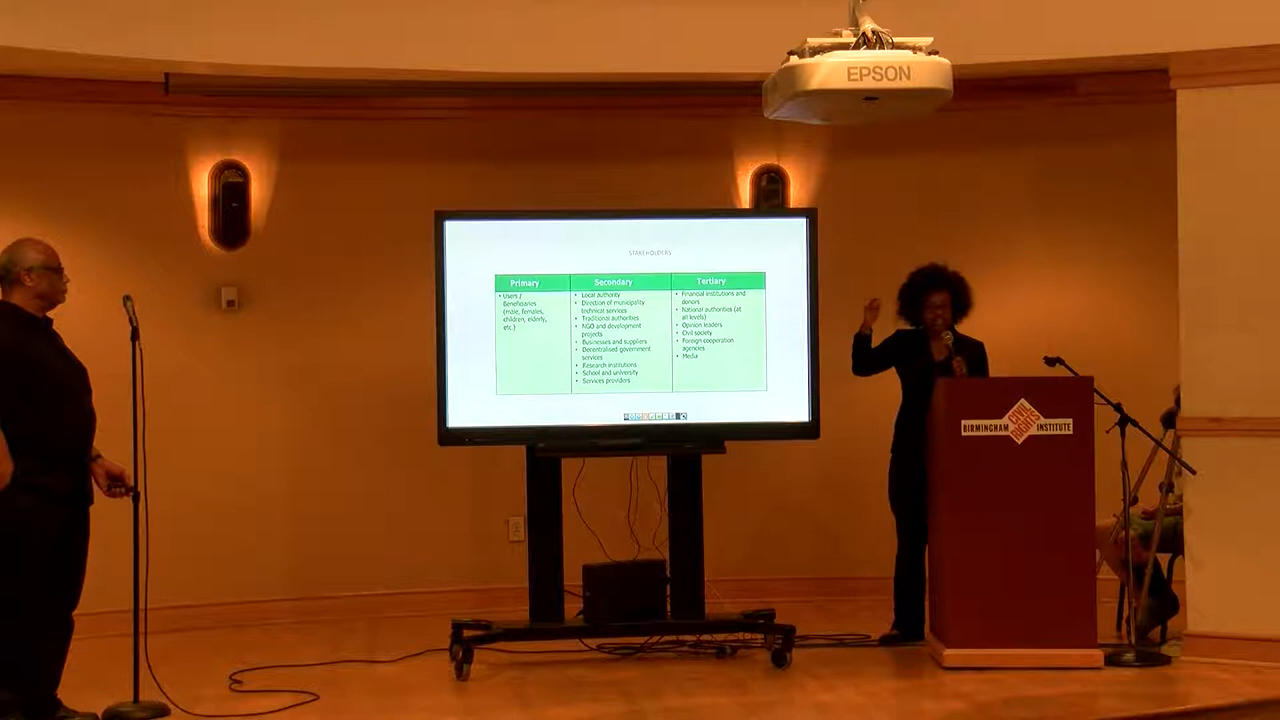 EPSON
STAKEHOLDERS
Primary
Secondary
Tertiary
• Users /
Beneficiaries
(male, females,
children, elderly,
etc.)
• Local authority
• Direction of municipality
technical services
• Traditional authorities
• NGO and development
projects
• Businesses and suppliers
• Decentralised government
services
• Research institutions
• School and university
• Services providers
• Financial institutions and
donors
• National authorities (at
all levels)
• Opinion leaders
• Civil society
• Foreign cooperation
agencies
• Media
BIRMINGHAM
CIVIL
RIGHTS
INSTITUTE